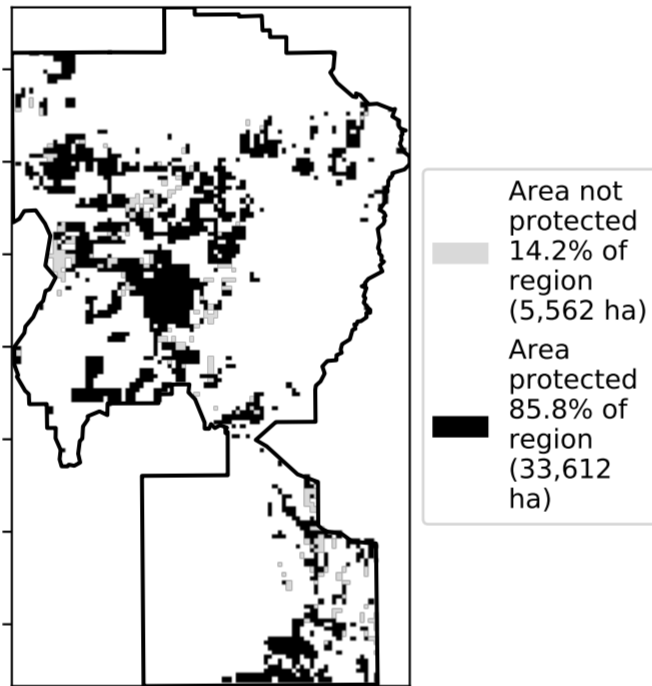 Area not
protected
14.2% of
region
(5,562 ha)
Area
protected
85.8% of
region
(33,612
ha)